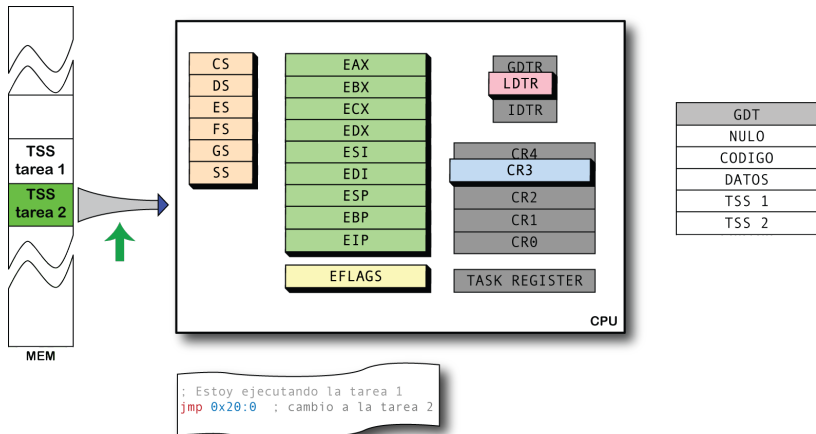 TSS
tarea 1
TSS
tarea 2
MEM
CS
DS
ES
FS
GS
SS
EAX
EBX
ECX
EDX
ESI
EDI
ESP
EBP
EIP
EFLAGS
GDTR
LDTR
IDTR
CR4
CR3
CR2
CR1
CR0
TASK REGISTER
CPU
GDT
NULO
CODIGO
DATOS
TSS 1
TSS 2
; Estoy ejecutando la tarea 1
jmp 0x20:0 ; cambio a la tarea 2